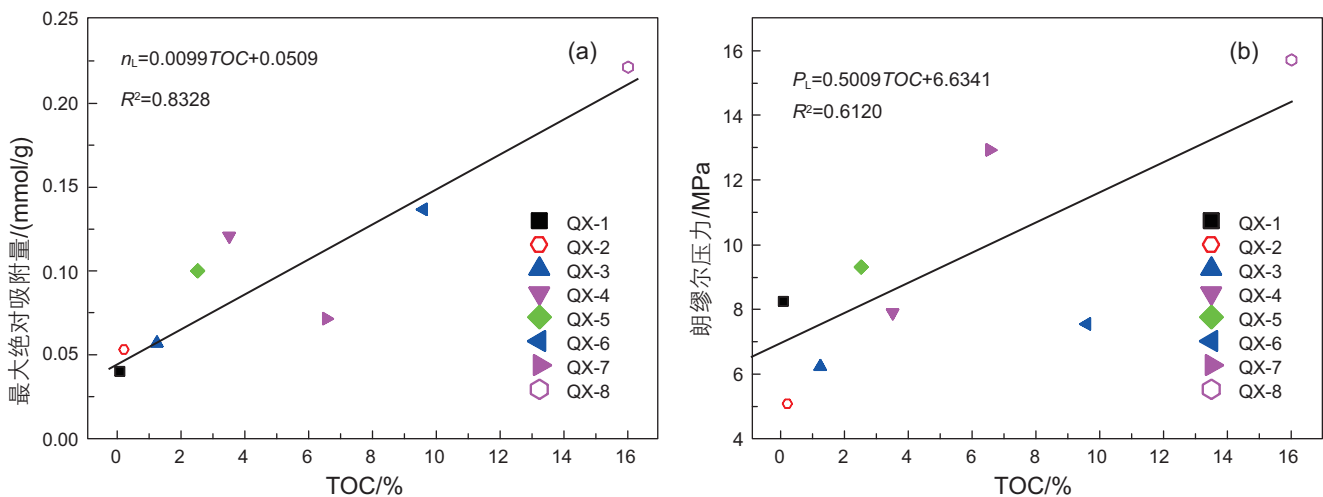 (a)
n_L=0.0099TOC+0.0509
R²=0.8328
最大绝对吸附量/(mmol/g)
0.25
0.20
0.15
0.10
0.05
0.00
QX-1
QX-2
QX-3
QX-4
QX-5
QX-6
QX-7
QX-8
0 2 4 6 8 10 12 14 16
TOC/%
(b)
P_L=0.5009TOC+6.6341
R²=0.6120
朗缪尔压力/MPa
16
14
12
10
8
6
4
QX-1
QX-2
QX-3
QX-4
QX-5
QX-6
QX-7
QX-8
0 2 4 6 8 10 12 14 16
TOC/%